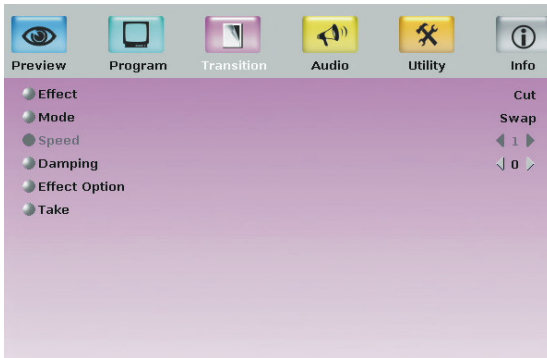 Preview Program Transition Audio Utility Info
Effect Cut
Mode Swap
Speed 1
Damping 0
Effect Option
Take